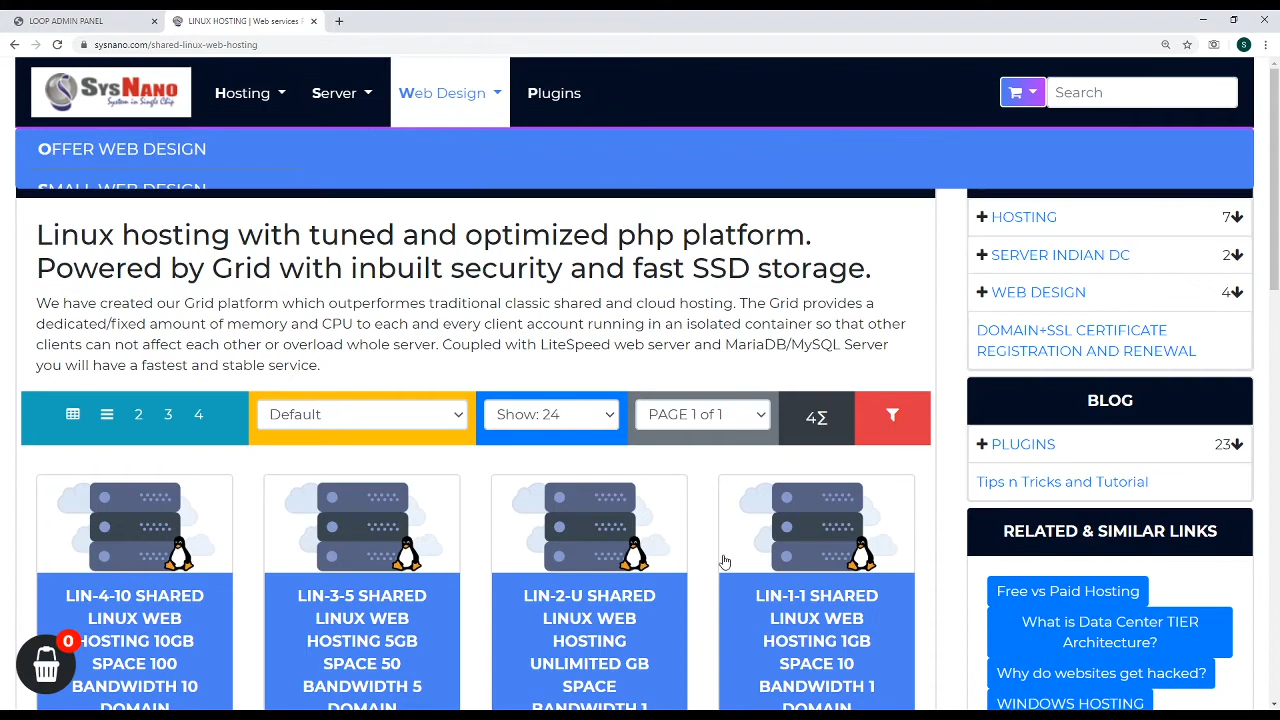 LOOP ADMIN PANEL
LINUX HOSTING | Web services P
sysnano.com/shared-linux-web-hosting
S
SYSNANO
System in Single Chip
Hosting
Server
Web Design
Plugins
Search
OFFER WEB DESIGN
SMALL WEB DESIGN
Linux hosting with tuned and optimized php platform.
Powered by Grid with inbuilt security and fast SSD storage.
We have created our Grid platform which outperformes traditional classic shared and cloud hosting. The Grid provides a
dedicated/fixed amount of memory and CPU to each and every client account running in an isolated container so that other
clients can not affect each other or overload whole server. Coupled with LiteSpeed web server and MariaDB/MySQL Server
you will have a fastest and stable service.
2 3 4
Default
Show: 24
PAGE 1 of 1
4Σ
LIN-4-10 SHARED
LINUX WEB
HOSTING 10GB
SPACE 100
BANDWIDTH 10
DOMAIN
LIN-3-5 SHARED
LINUX WEB
HOSTING 5GB
SPACE 50
BANDWIDTH 5
DOMAIN
LIN-2-U SHARED
LINUX WEB
HOSTING
UNLIMITED GB
SPACE
BANDWIDTH 1
LIN-1-1 SHARED
LINUX WEB
HOSTING 1GB
SPACE 10
BANDWIDTH 1
DOMAIN
0
HOSTING 7
SERVER INDIAN DC 2
WEB DESIGN 4
DOMAIN+SSL CERTIFICATE
REGISTRATION AND RENEWAL
BLOG
PLUGINS 23
Tips n Tricks and Tutorial
RELATED & SIMILAR LINKS
Free vs Paid Hosting
What is Data Center TIER
Architecture?
Why do websites get hacked?
WINDOWS HOSTING